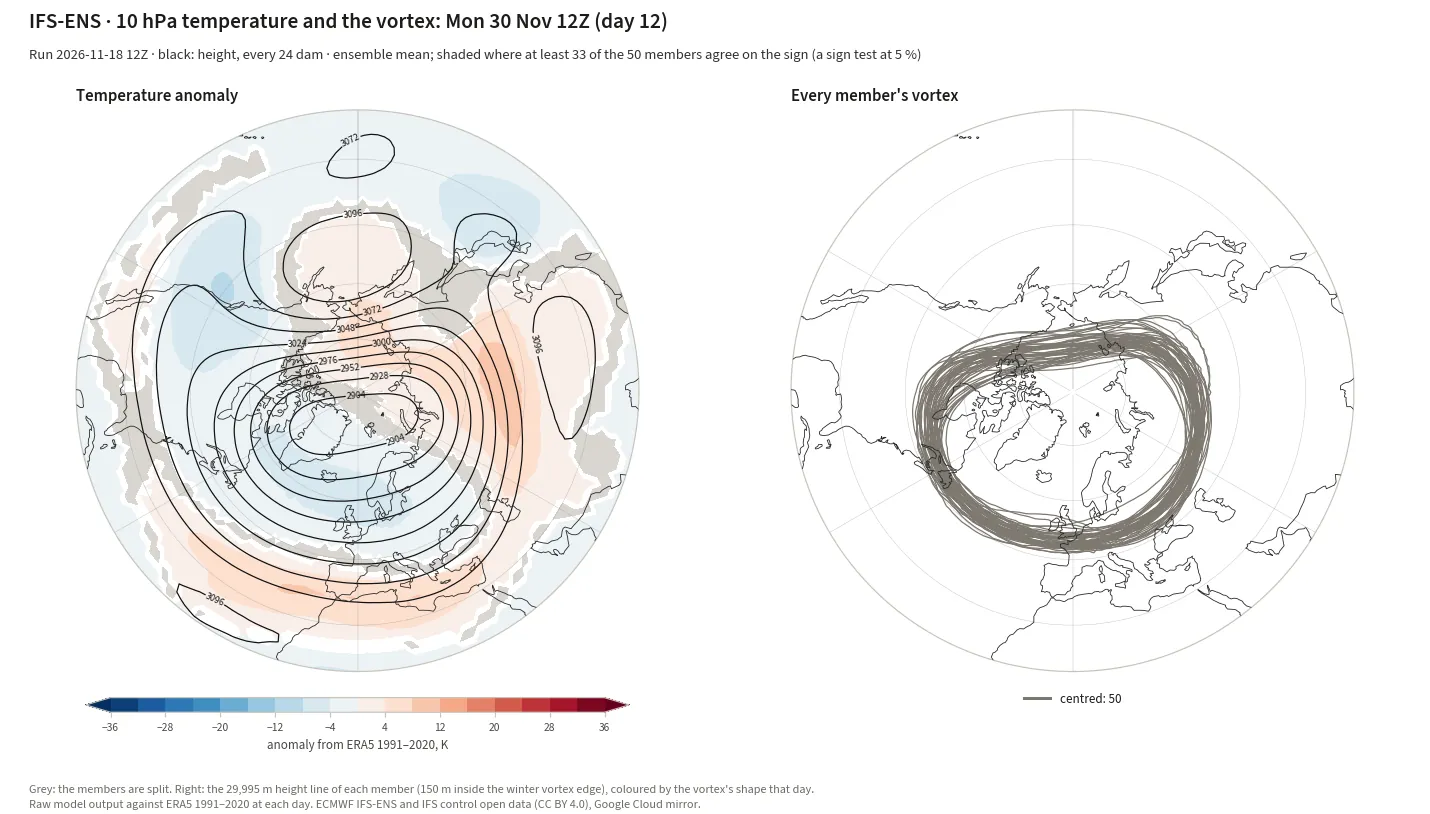 IFS-ENS · 10 hPa temperature and the vortex: Mon 30 Nov 12Z (day 12)
Run 2026-11-18 12Z · black: height, every 24 dam · ensemble mean; shaded where at least 33 of the 50 members agree on the sign (a sign test at 5 %)
Temperature anomaly
Every member's vortex
3072
3096
3072
3048
3024
3000
2976
2952
2928
2904
2904
3096
3096
centred: 50
−36 −28 −20 −12 −4 4 12 20 28 36
anomaly from ERA5 1991–2020, K
Grey: the members are split. Right: the 29,995 m height line of each member (150 m inside the winter vortex edge), coloured by the vortex's shape that day.
Raw model output against ERA5 1991–2020 at each day. ECMWF IFS-ENS and IFS control open data (CC BY 4.0), Google Cloud mirror.